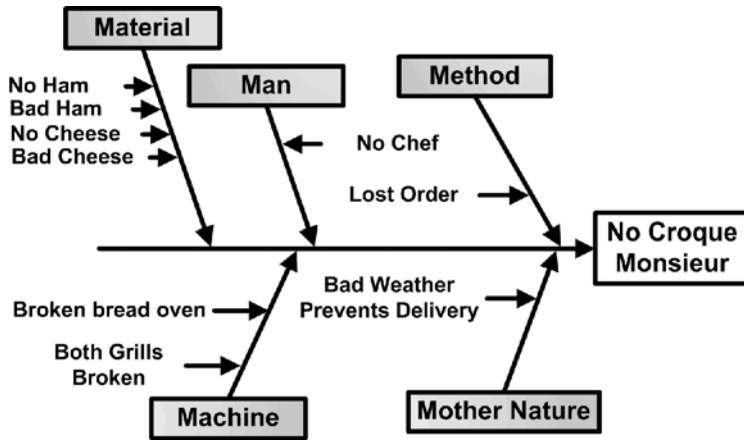 Material
No Ham
Bad Ham
No Cheese
Bad Cheese
Man
No Chef
Method
Lost Order
No Croque
Monsieur
Broken bread oven
Both Grills
Broken
Machine
Bad Weather
Prevents Delivery
Mother Nature